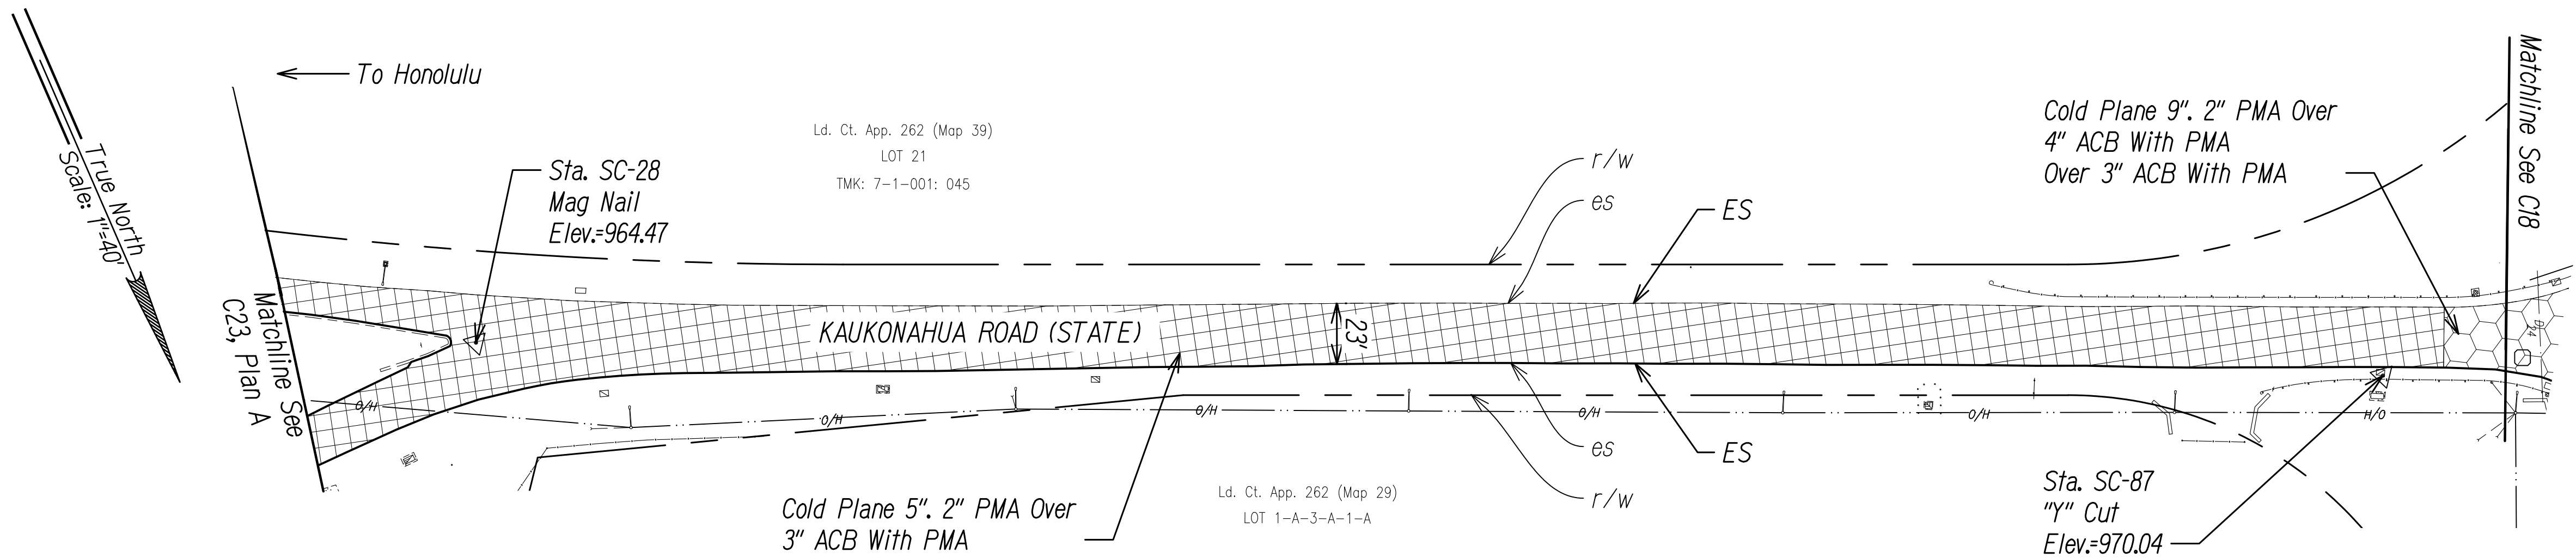 True North
Scale: 1"=40'
To Honolulu
Ld. Ct. App. 262 (Map 39)
LOT 21
TMK: 7-1-001: 045
Sta. SC-28
Mag Nail
Elev.=964.47
r/w
es
ES
Cold Plane 9". 2" PMA Over
4" ACB With PMA
Over 3" ACB With PMA
Matchline See C18
Matchline See
C23, Plan A
KAUKONAHUA ROAD (STATE)
23'
O/H
O/H
O/H
O/H
O/H
O/H
D24
es
ES
r/w
Cold Plane 5". 2" PMA Over
3" ACB With PMA
Ld. Ct. App. 262 (Map 29)
LOT 1-A-3-A-1-A
Sta. SC-87
"Y" Cut
Elev.=970.04